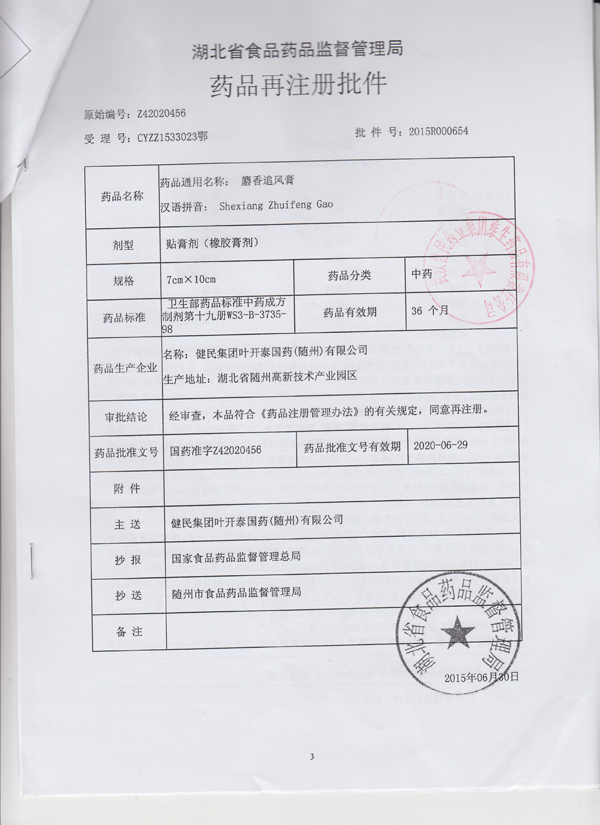 湖北省食品药品监督管理局
药品再注册批件
原始编号：Z42020456
受 理 号：CYZZ1533023鄂
批 件 号：2015R000654
药品名称
药品通用名称： 麝香追风膏
汉语拼音： Shexiang Zhuifeng Gao
剂型
贴膏剂（橡胶膏剂）
规格
7cm×10cm
药品分类
中药
药品标准
卫生部药品标准中药成方
制剂第十九册WS3-B-3735-
98
药品有效期
36 个月
药品生产企业
名称：健民集团叶开泰国药(随州)有限公司
生产地址：湖北省随州高新技术产业园区
审批结论
经审查，本品符合《药品注册管理办法》的有关规定，同意再注册。
药品批准文号
国药准字Z42020456
药品批准文号有效期
2020-06-29
附 件
主 送
健民集团叶开泰国药(随州)有限公司
抄 报
国家食品药品监督管理总局
抄 送
随州市食品药品监督管理局
备 注
湖北省食品药品监督管理局
2015年06月30日
3